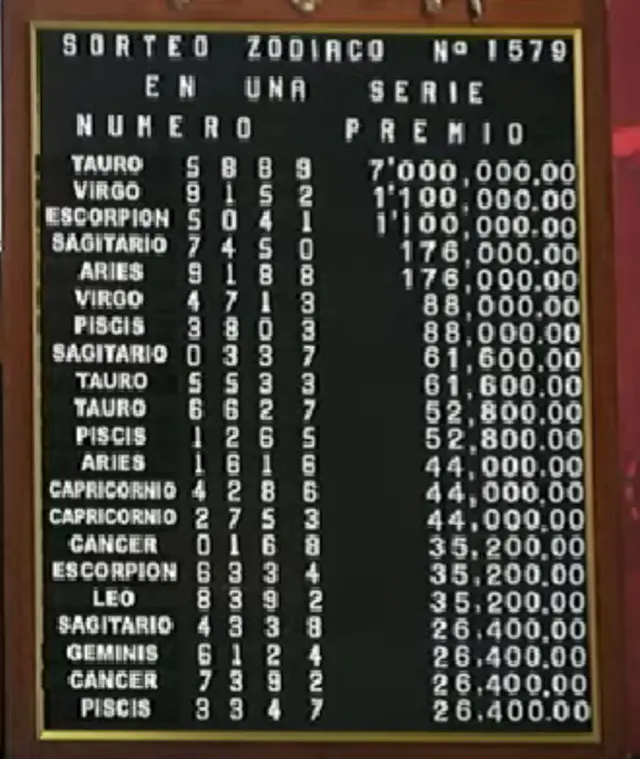 SORTEO ZODIACO Nº 1579
EN UNA SERIE
NUMERO PREMIO
TAURO 5 8 8 9 7'000,000.00
VIRGO 9 1 5 2 1'100,000.00
ESCORPION 5 0 4 1 1'100,000.00
SAGITARIO 7 4 5 0 176,000.00
ARIES 9 1 8 8 176,000.00
VIRGO 4 7 1 3 88,000.00
PISCIS 3 8 0 3 88,000.00
SAGITARIO 0 3 3 7 61,600.00
TAURO 5 5 3 3 61,600.00
TAURO 6 6 2 7 52,800.00
PISCIS 1 2 6 5 52,800.00
ARIES 1 6 1 6 44,000.00
CAPRICORNIO 4 2 8 6 44,000.00
CAPRICORNIO 2 7 5 3 44,000.00
CANCER 0 1 6 8 35,200.00
ESCORPION 6 3 3 4 35,200.00
LEO 8 3 9 2 35,200.00
SAGITARIO 4 3 3 8 26,400.00
GEMINIS 6 1 2 4 26,400.00
CANCER 7 3 9 2 26,400.00
PISCIS 3 3 4 7 26,400.00